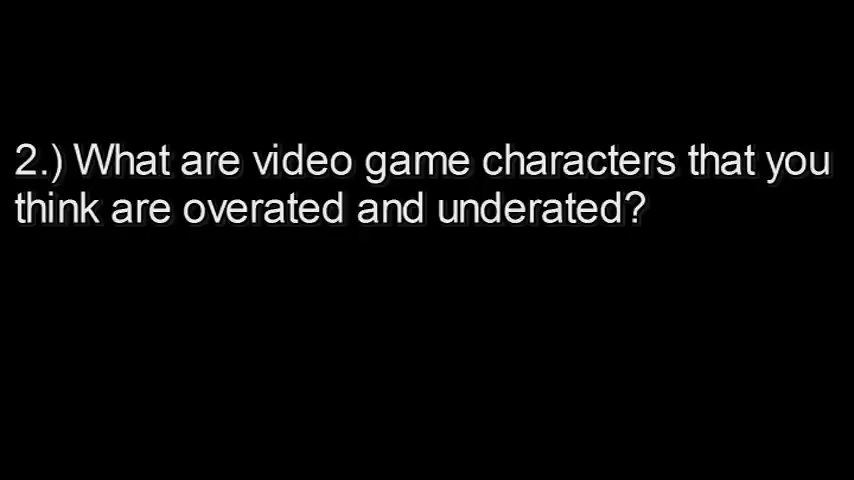 2.) What are video game characters that you
think are overated and underated?